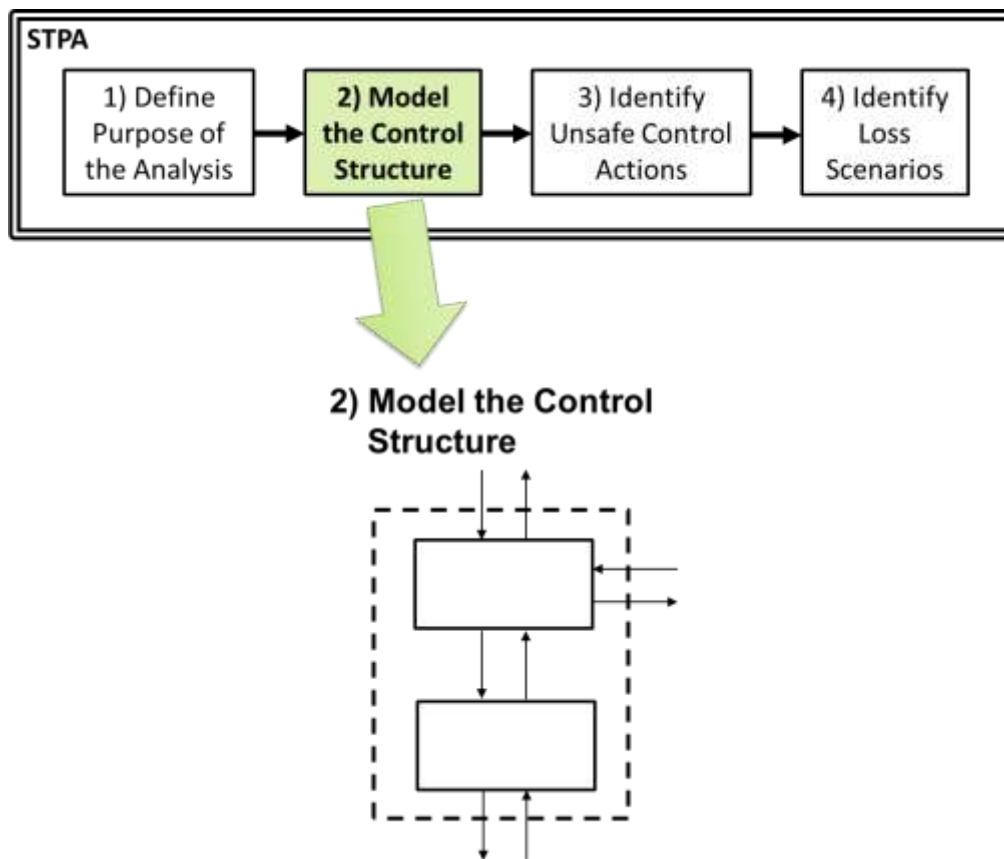 STPA
1) Define
Purpose of
the Analysis
2) Model
the Control
Structure
3) Identify
Unsafe Control
Actions
4) Identify
Loss
Scenarios
2) Model the Control
Structure